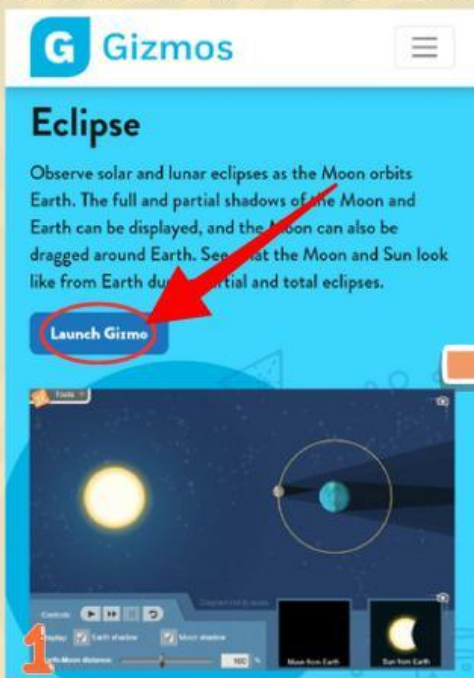 G Gizmos
Eclipse
Observe solar and lunar eclipses as the Moon orbits
Earth. The full and partial shadows of the Moon and
Earth can be displayed, and the Moon can also be
dragged around Earth. See what the Moon and Sun look
like from Earth during partial and total eclipses.
Launch Gizmo
Tools
Controls:
Display: Earth shadow Moon shadow
Earth-Moon distance: 100 %
Moon from Earth
Sun from Earth
1